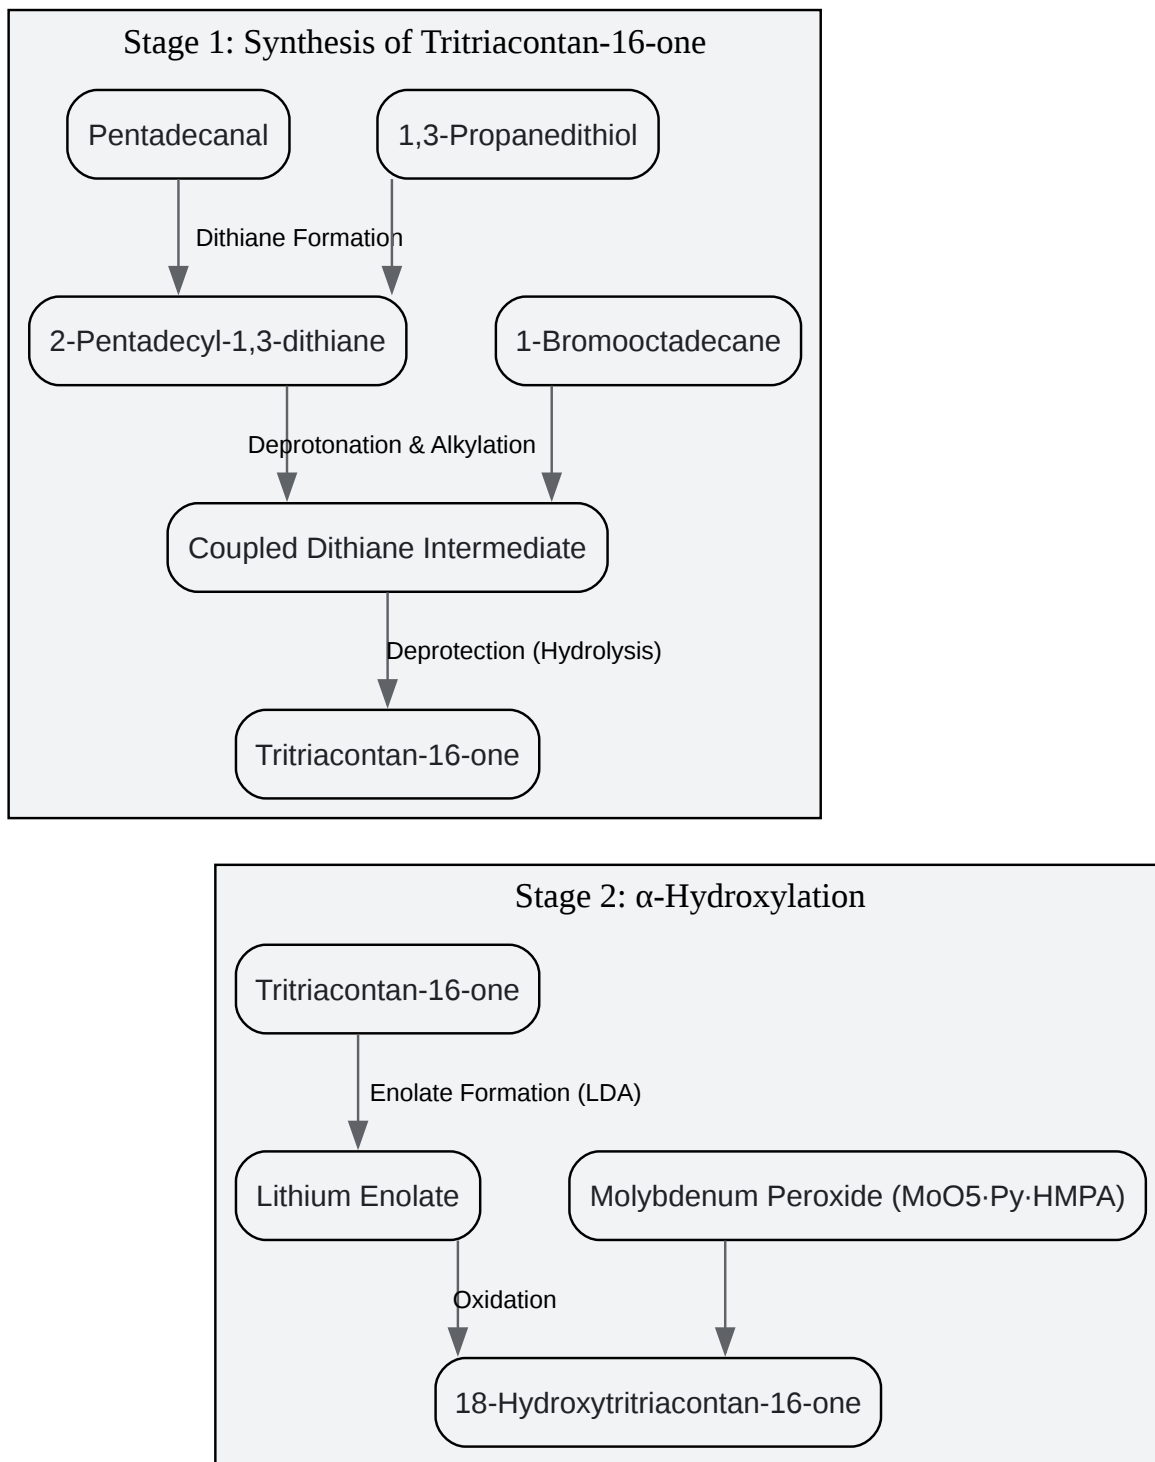 Stage 1: Synthesis of Tritriacontan-16-one
Pentadecanal
1,3-Propanedithiol
Dithiane Formation
2-Pentadecyl-1,3-dithiane
1-Bromooctadecane
Deprotonation & Alkylation
Coupled Dithiane Intermediate
Deprotection (Hydrolysis)
Tritriacontan-16-one
Stage 2: α-Hydroxylation
Tritriacontan-16-one
Enolate Formation (LDA)
Lithium Enolate
Molybdenum Peroxide (MoO5·Py·HMPA)
Oxidation
18-Hydroxytritriacontan-16-one